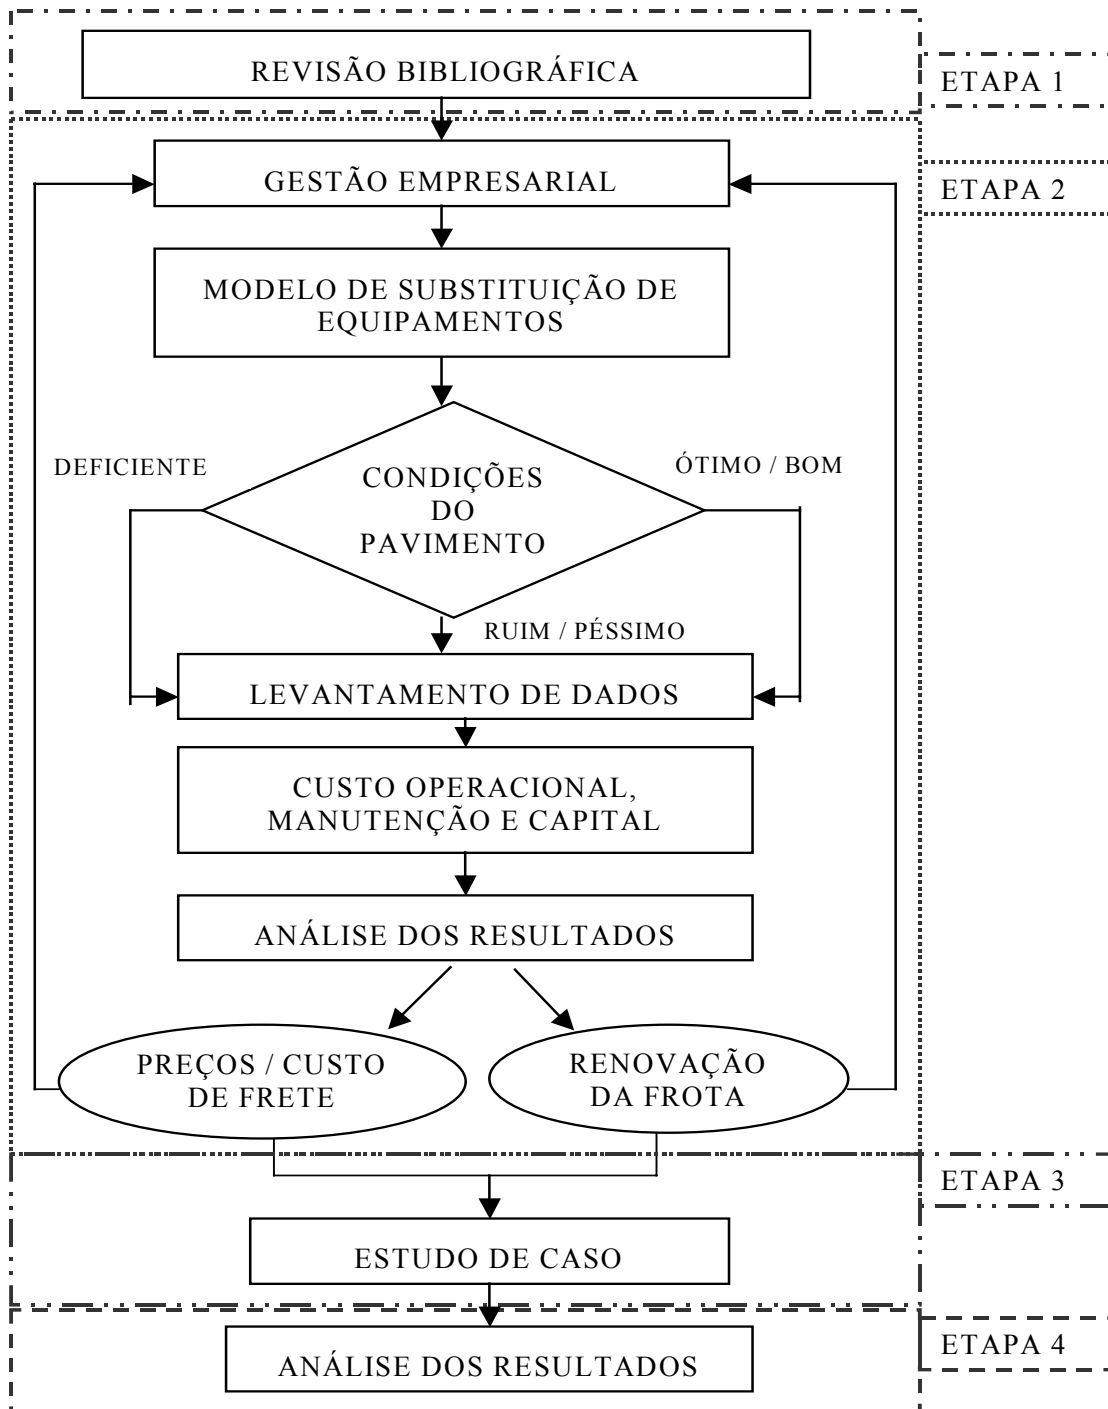 REVISÃO BIBLIOGRÁFICA
ETAPA 1
GESTÃO EMPRESARIAL
ETAPA 2
MODELO DE SUBSTITUIÇÃO DE
EQUIPAMENTOS
DEFICIENTE
ÓTIMO / BOM
CONDIÇÕES
DO
PAVIMENTO
RUIM / PÉSSIMO
LEVANTAMENTO DE DADOS
CUSTO OPERACIONAL,
MANUTENÇÃO E CAPITAL
ANÁLISE DOS RESULTADOS
PREÇOS / CUSTO
DE FRETE
RENOVAÇÃO
DA FROTA
ETAPA 3
ESTUDO DE CASO
ETAPA 4
ANÁLISE DOS RESULTADOS